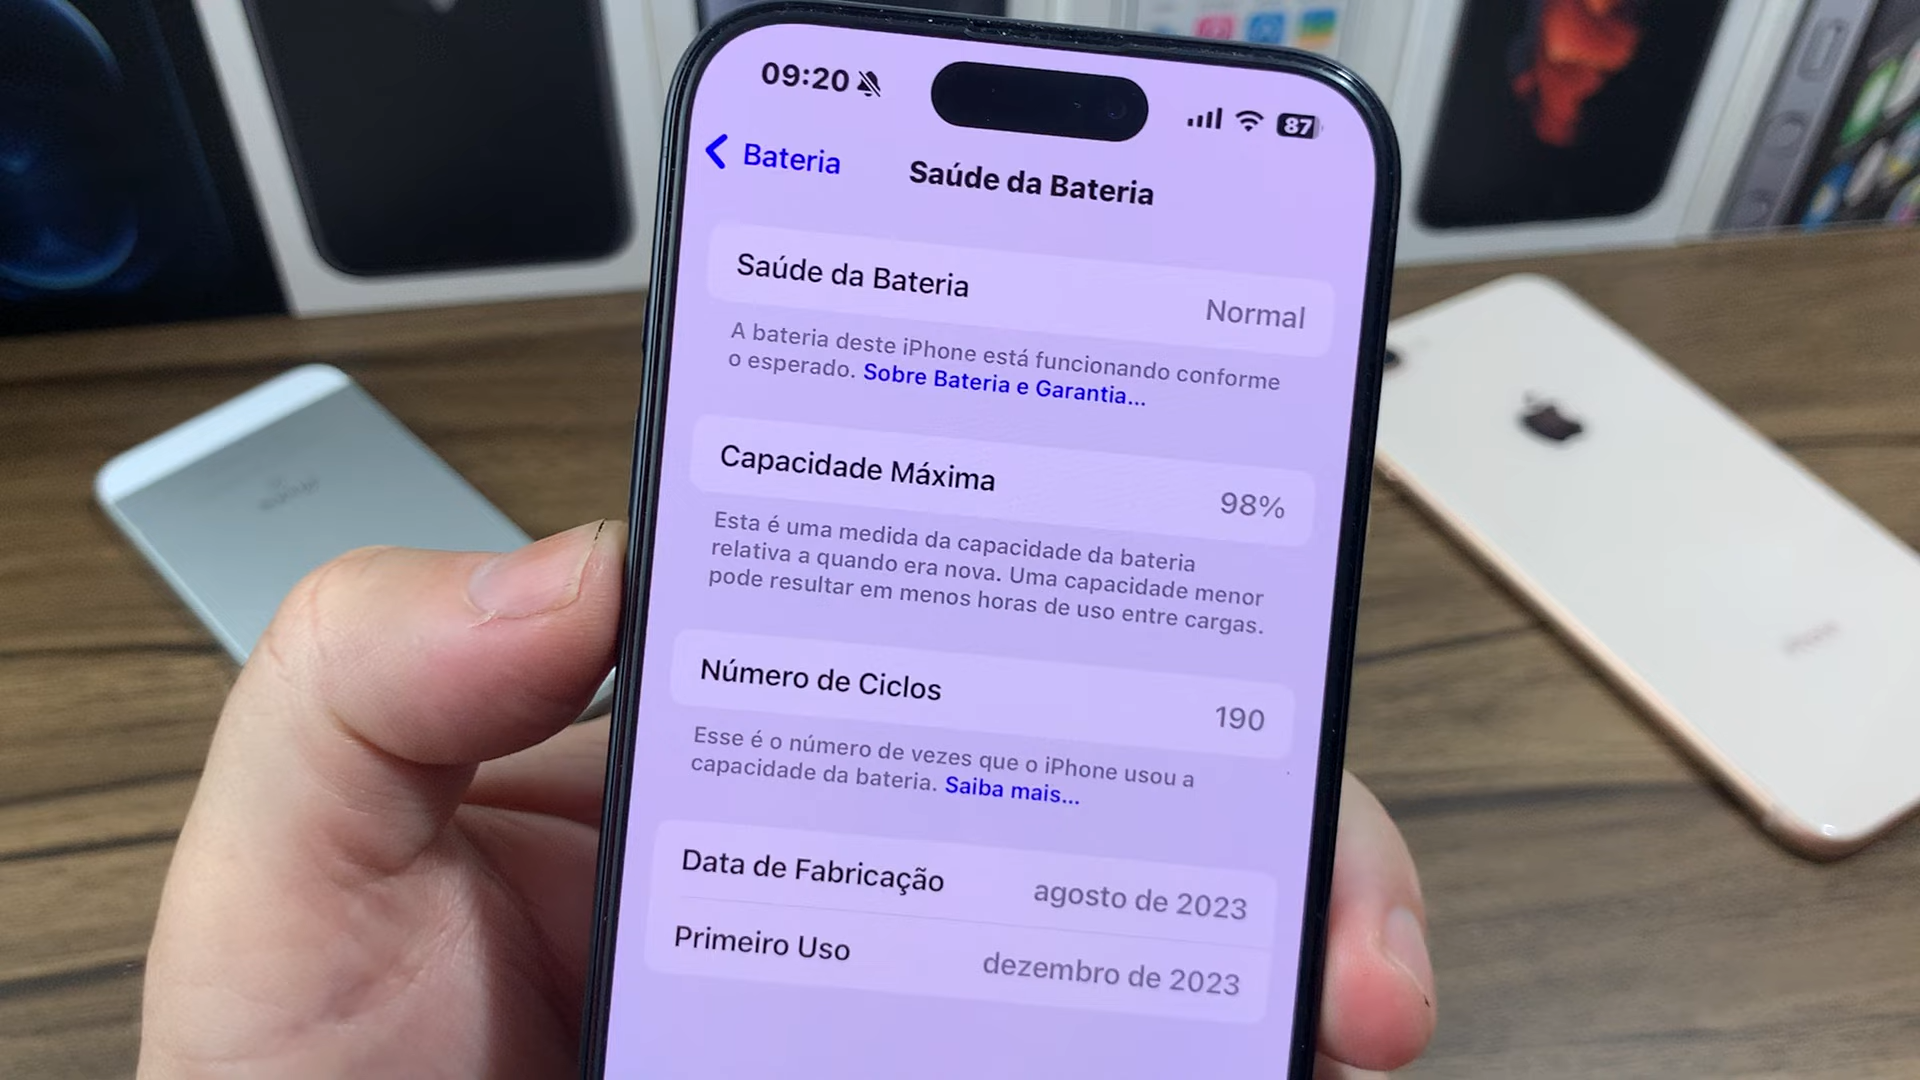 09:20
87
Bateria
Saúde da Bateria
Saúde da Bateria
Normal
A bateria deste iPhone está funcionando conforme
o esperado. Sobre Bateria e Garantia...
Capacidade Máxima
98%
Esta é uma medida da capacidade da bateria
relativa a quando era nova. Uma capacidade menor
pode resultar em menos horas de uso entre cargas.
Número de Ciclos
190
Esse é o número de vezes que o iPhone usou a
capacidade da bateria. Saiba mais...
Data de Fabricação
agosto de 2023
Primeiro Uso
dezembro de 2023